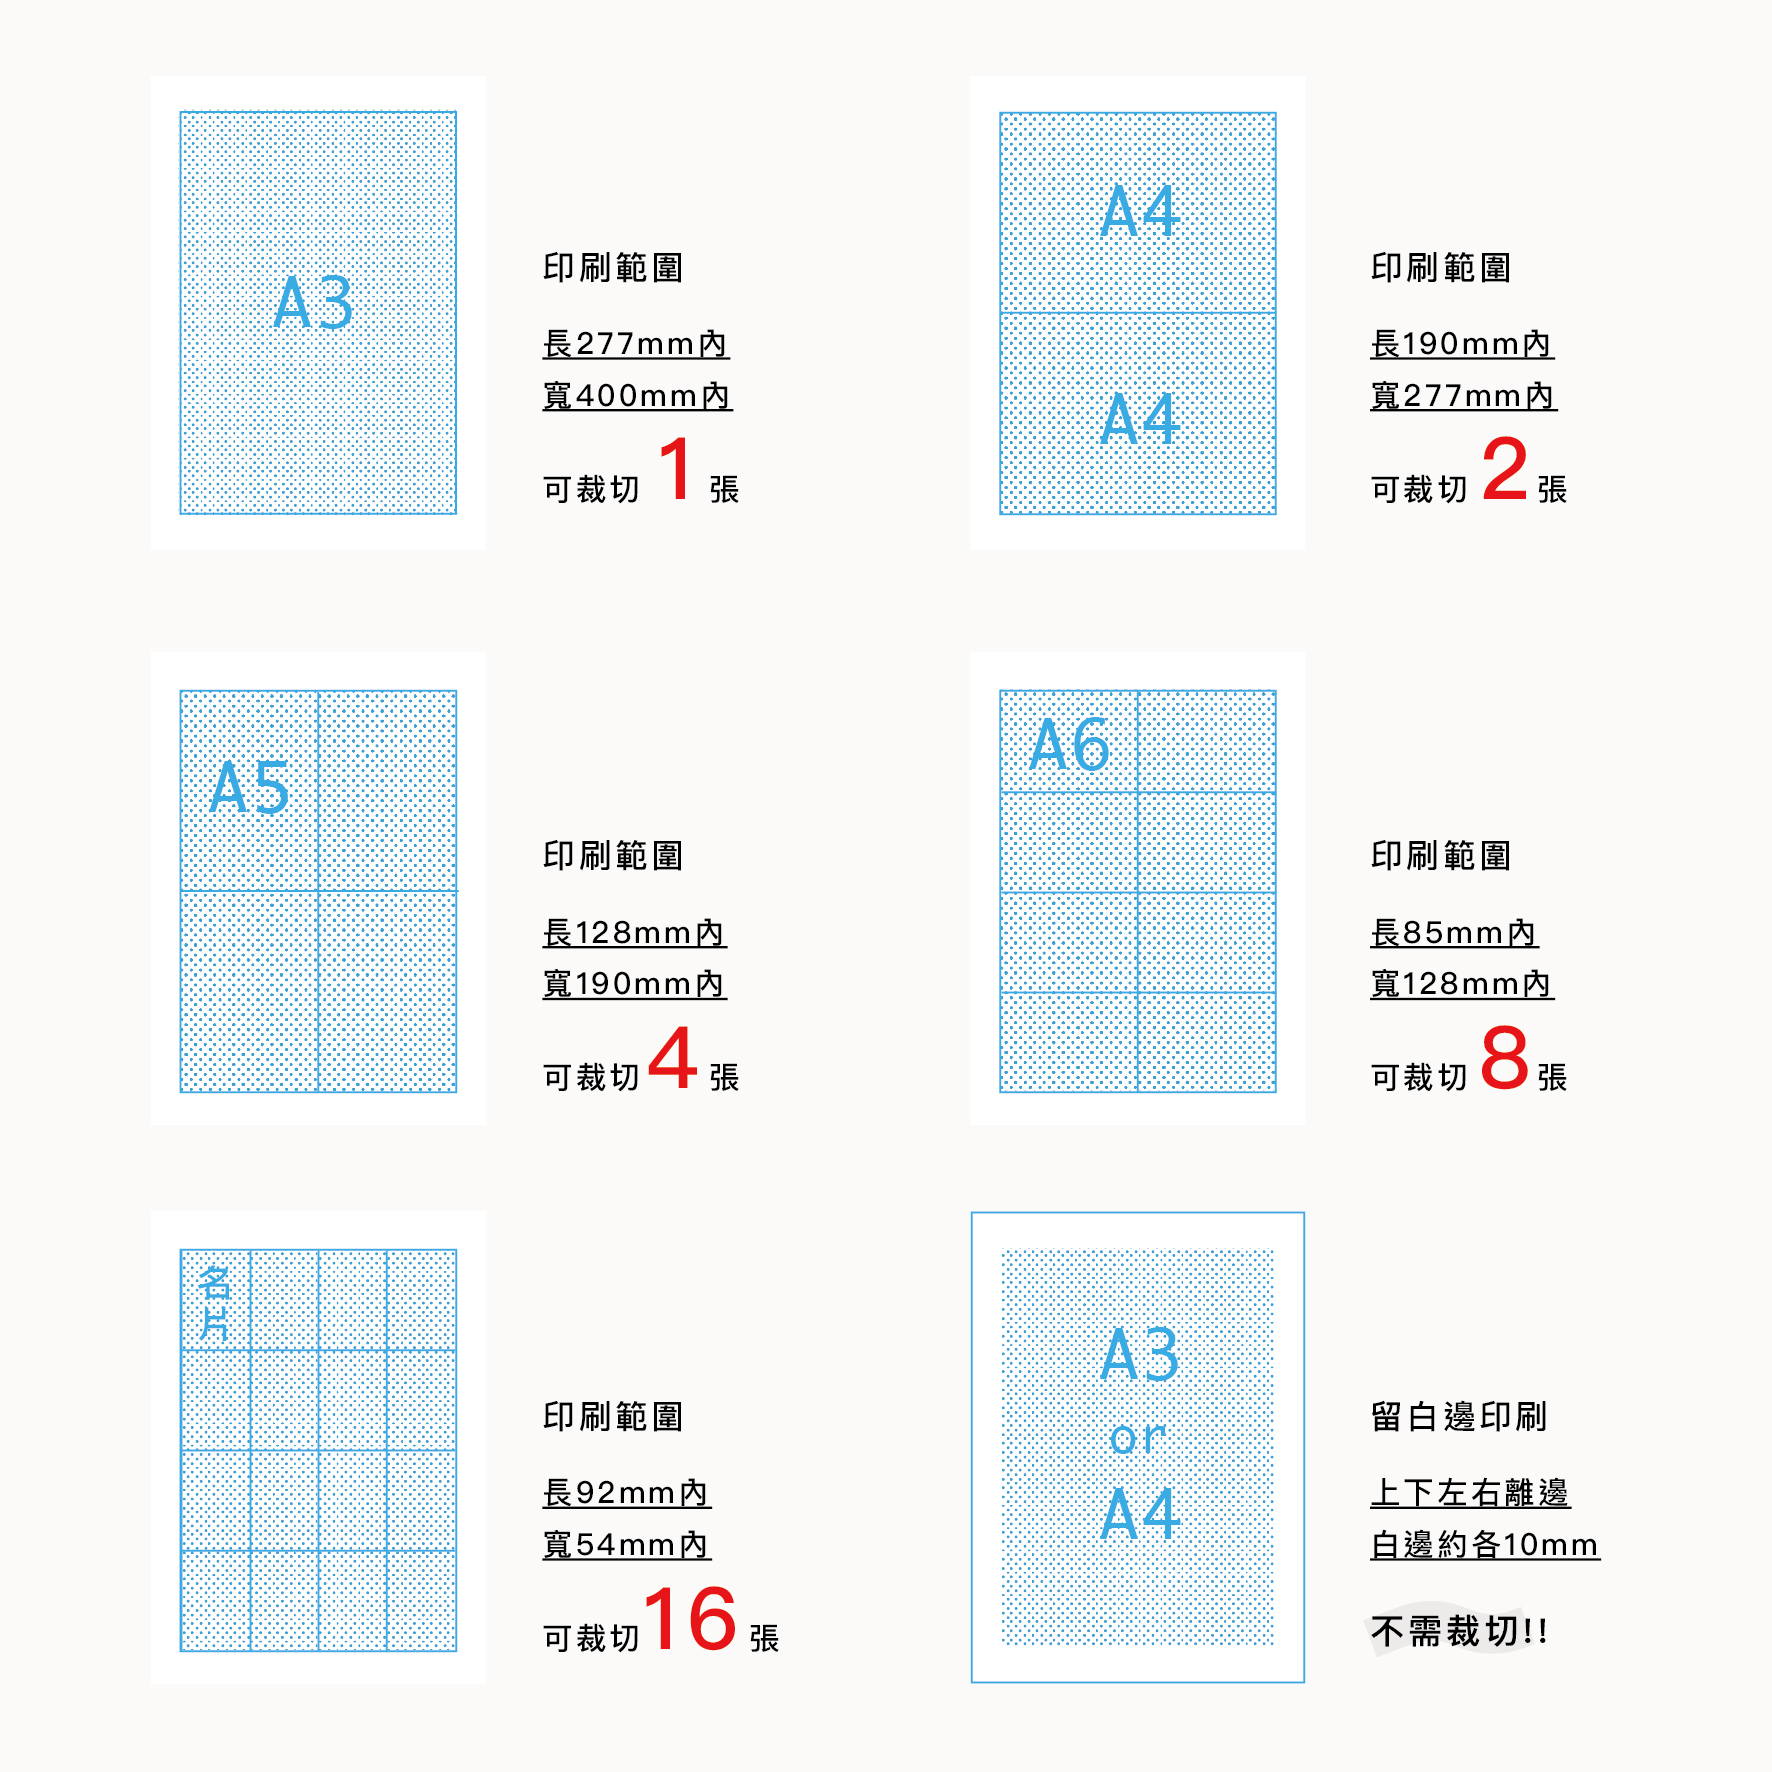 A3
印刷範圍
長277mm內
寬400mm內
可裁切 1 張
A4
A4
印刷範圍
長190mm內
寬277mm內
可裁切 2 張
A5
印刷範圍
長128mm內
寬190mm內
可裁切 4 張
A6
印刷範圍
長85mm內
寬128mm內
可裁切 8 張
名片
印刷範圍
長92mm內
寬54mm內
可裁切 16 張
A3
or
A4
留白邊印刷
上下左右離邊
白邊約各10mm
不需裁切!!